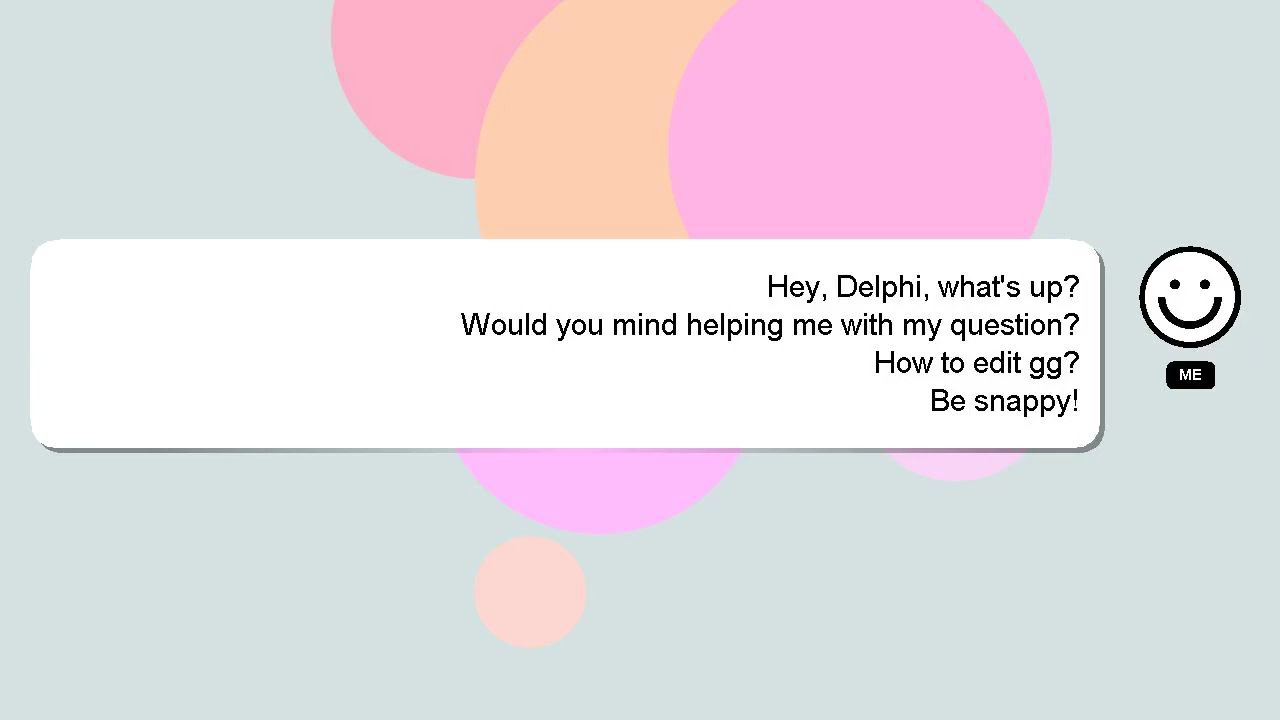 Hey, Delphi, what's up?
Would you mind helping me with my question?
How to edit gg?
Be snappy!
ME